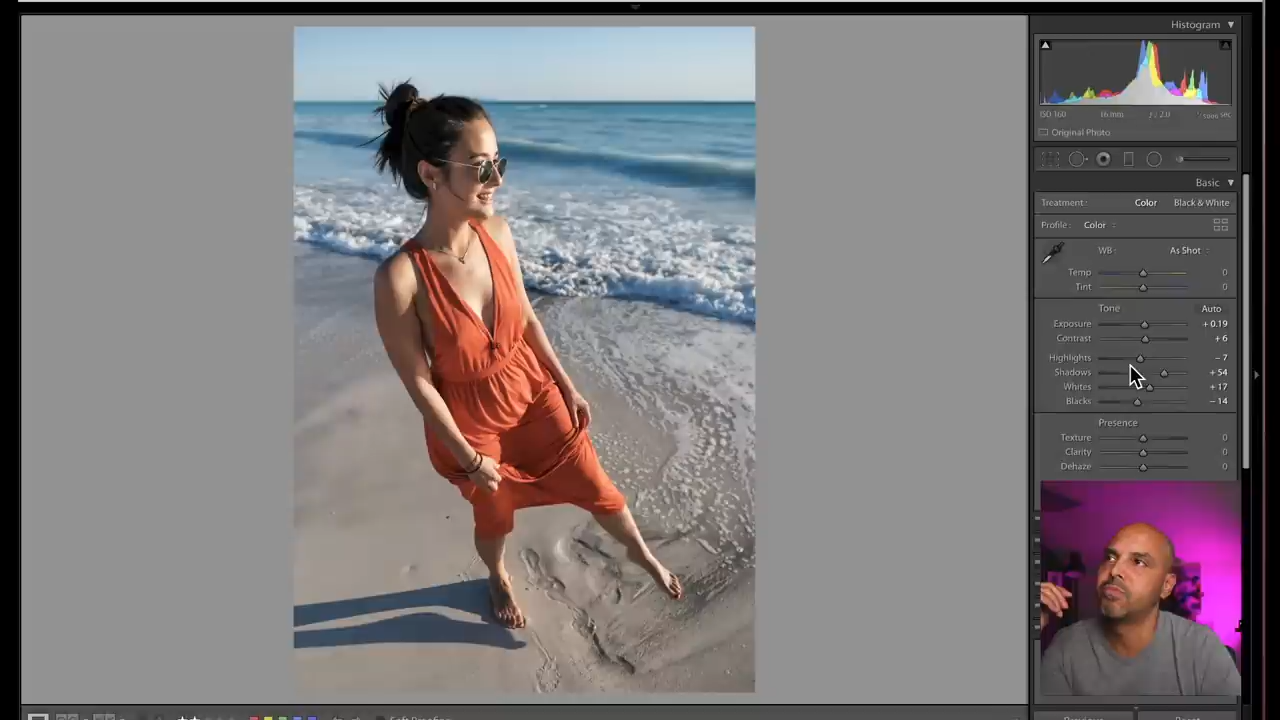 Histogram
ISO 160 16 mm ƒ / 2.0
Original Photo
Basic
Treatment: Color Black & White
Profile: Color
WB: As Shot
Temp 0
Tint 0
Tone Auto
Exposure + 0.19
Contrast + 6
Highlights – 7
Shadows + 54
Whites + 17
Blacks – 14
Presence
Texture 0
Clarity 0
Dehaze 0
Soft Proofing